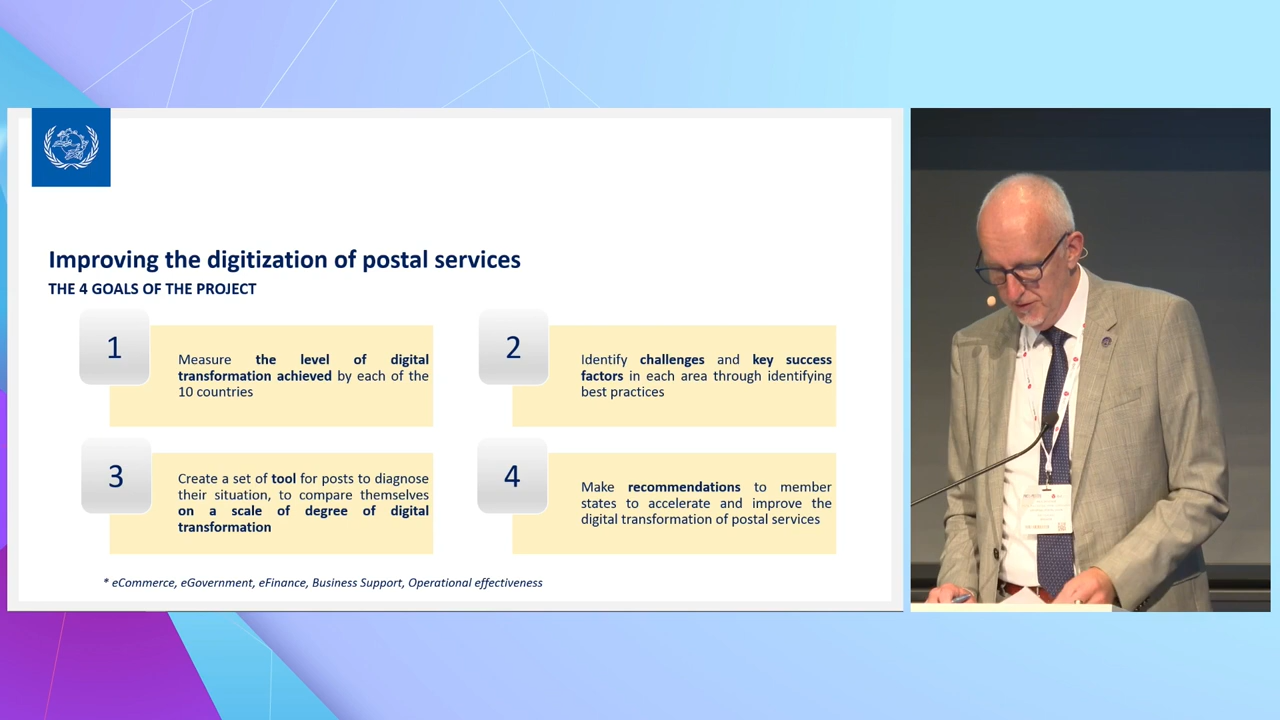 Improving the digitization of postal services
THE 4 GOALS OF THE PROJECT
1
Measure the level of digital
transformation achieved by each of the
10 countries
2
Identify challenges and key success
factors in each area through identifying
best practices
3
Create a set of tool for posts to diagnose
their situation, to compare themselves
on a scale of degree of digital
transformation
4
Make recommendations to member
states to accelerate and improve the
digital transformation of postal services
* eCommerce, eGovernment, eFinance, Business Support, Operational effectiveness